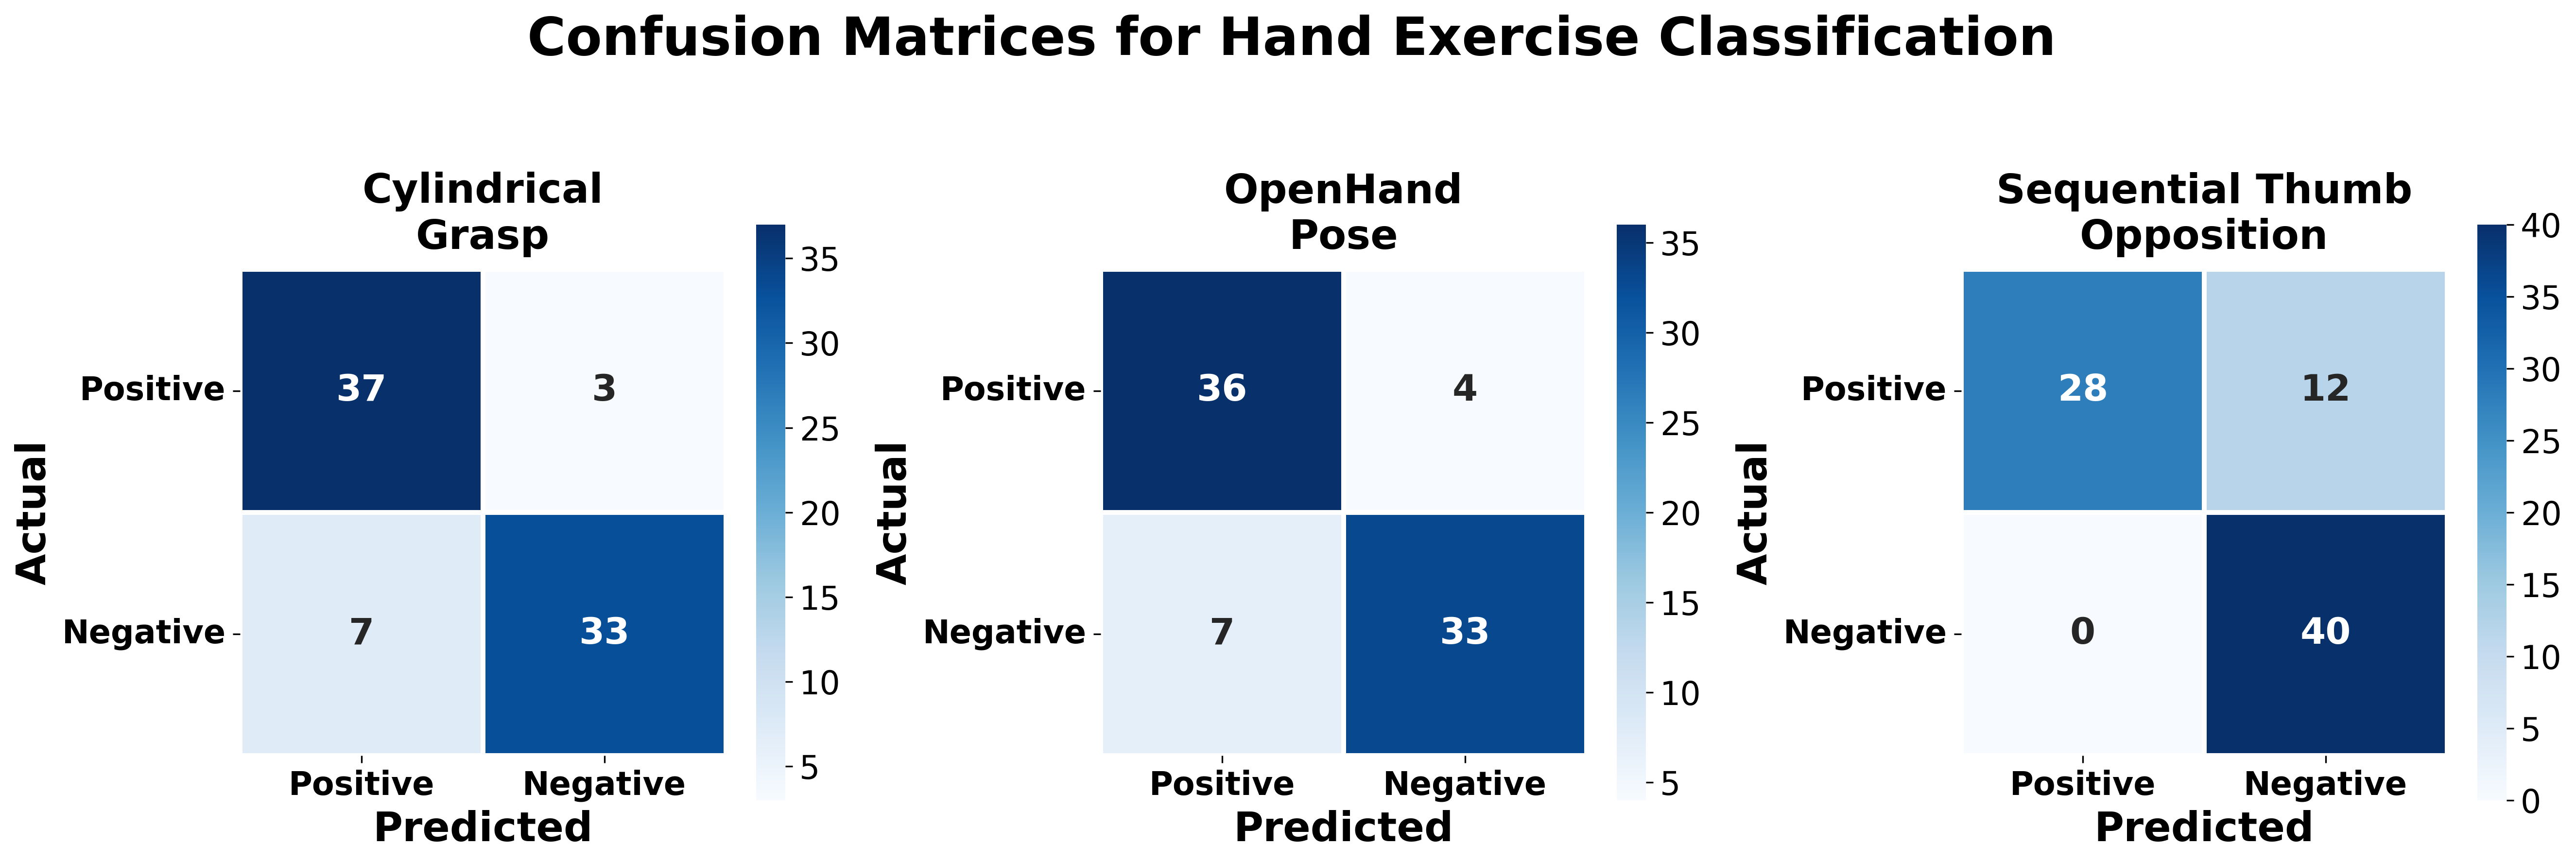 Confusion Matrices for Hand Exercise Classification
Cylindrical
Grasp
Actual
Positive
Negative
37
3
7
33
Positive
Negative
Predicted
35
30
25
20
15
10
5
OpenHand
Pose
Actual
Positive
Negative
36
4
7
33
Positive
Negative
Predicted
35
30
25
20
15
10
5
Sequential Thumb
Opposition
Actual
Positive
Negative
28
12
0
40
Positive
Negative
Predicted
40
35
30
25
20
15
10
5
0